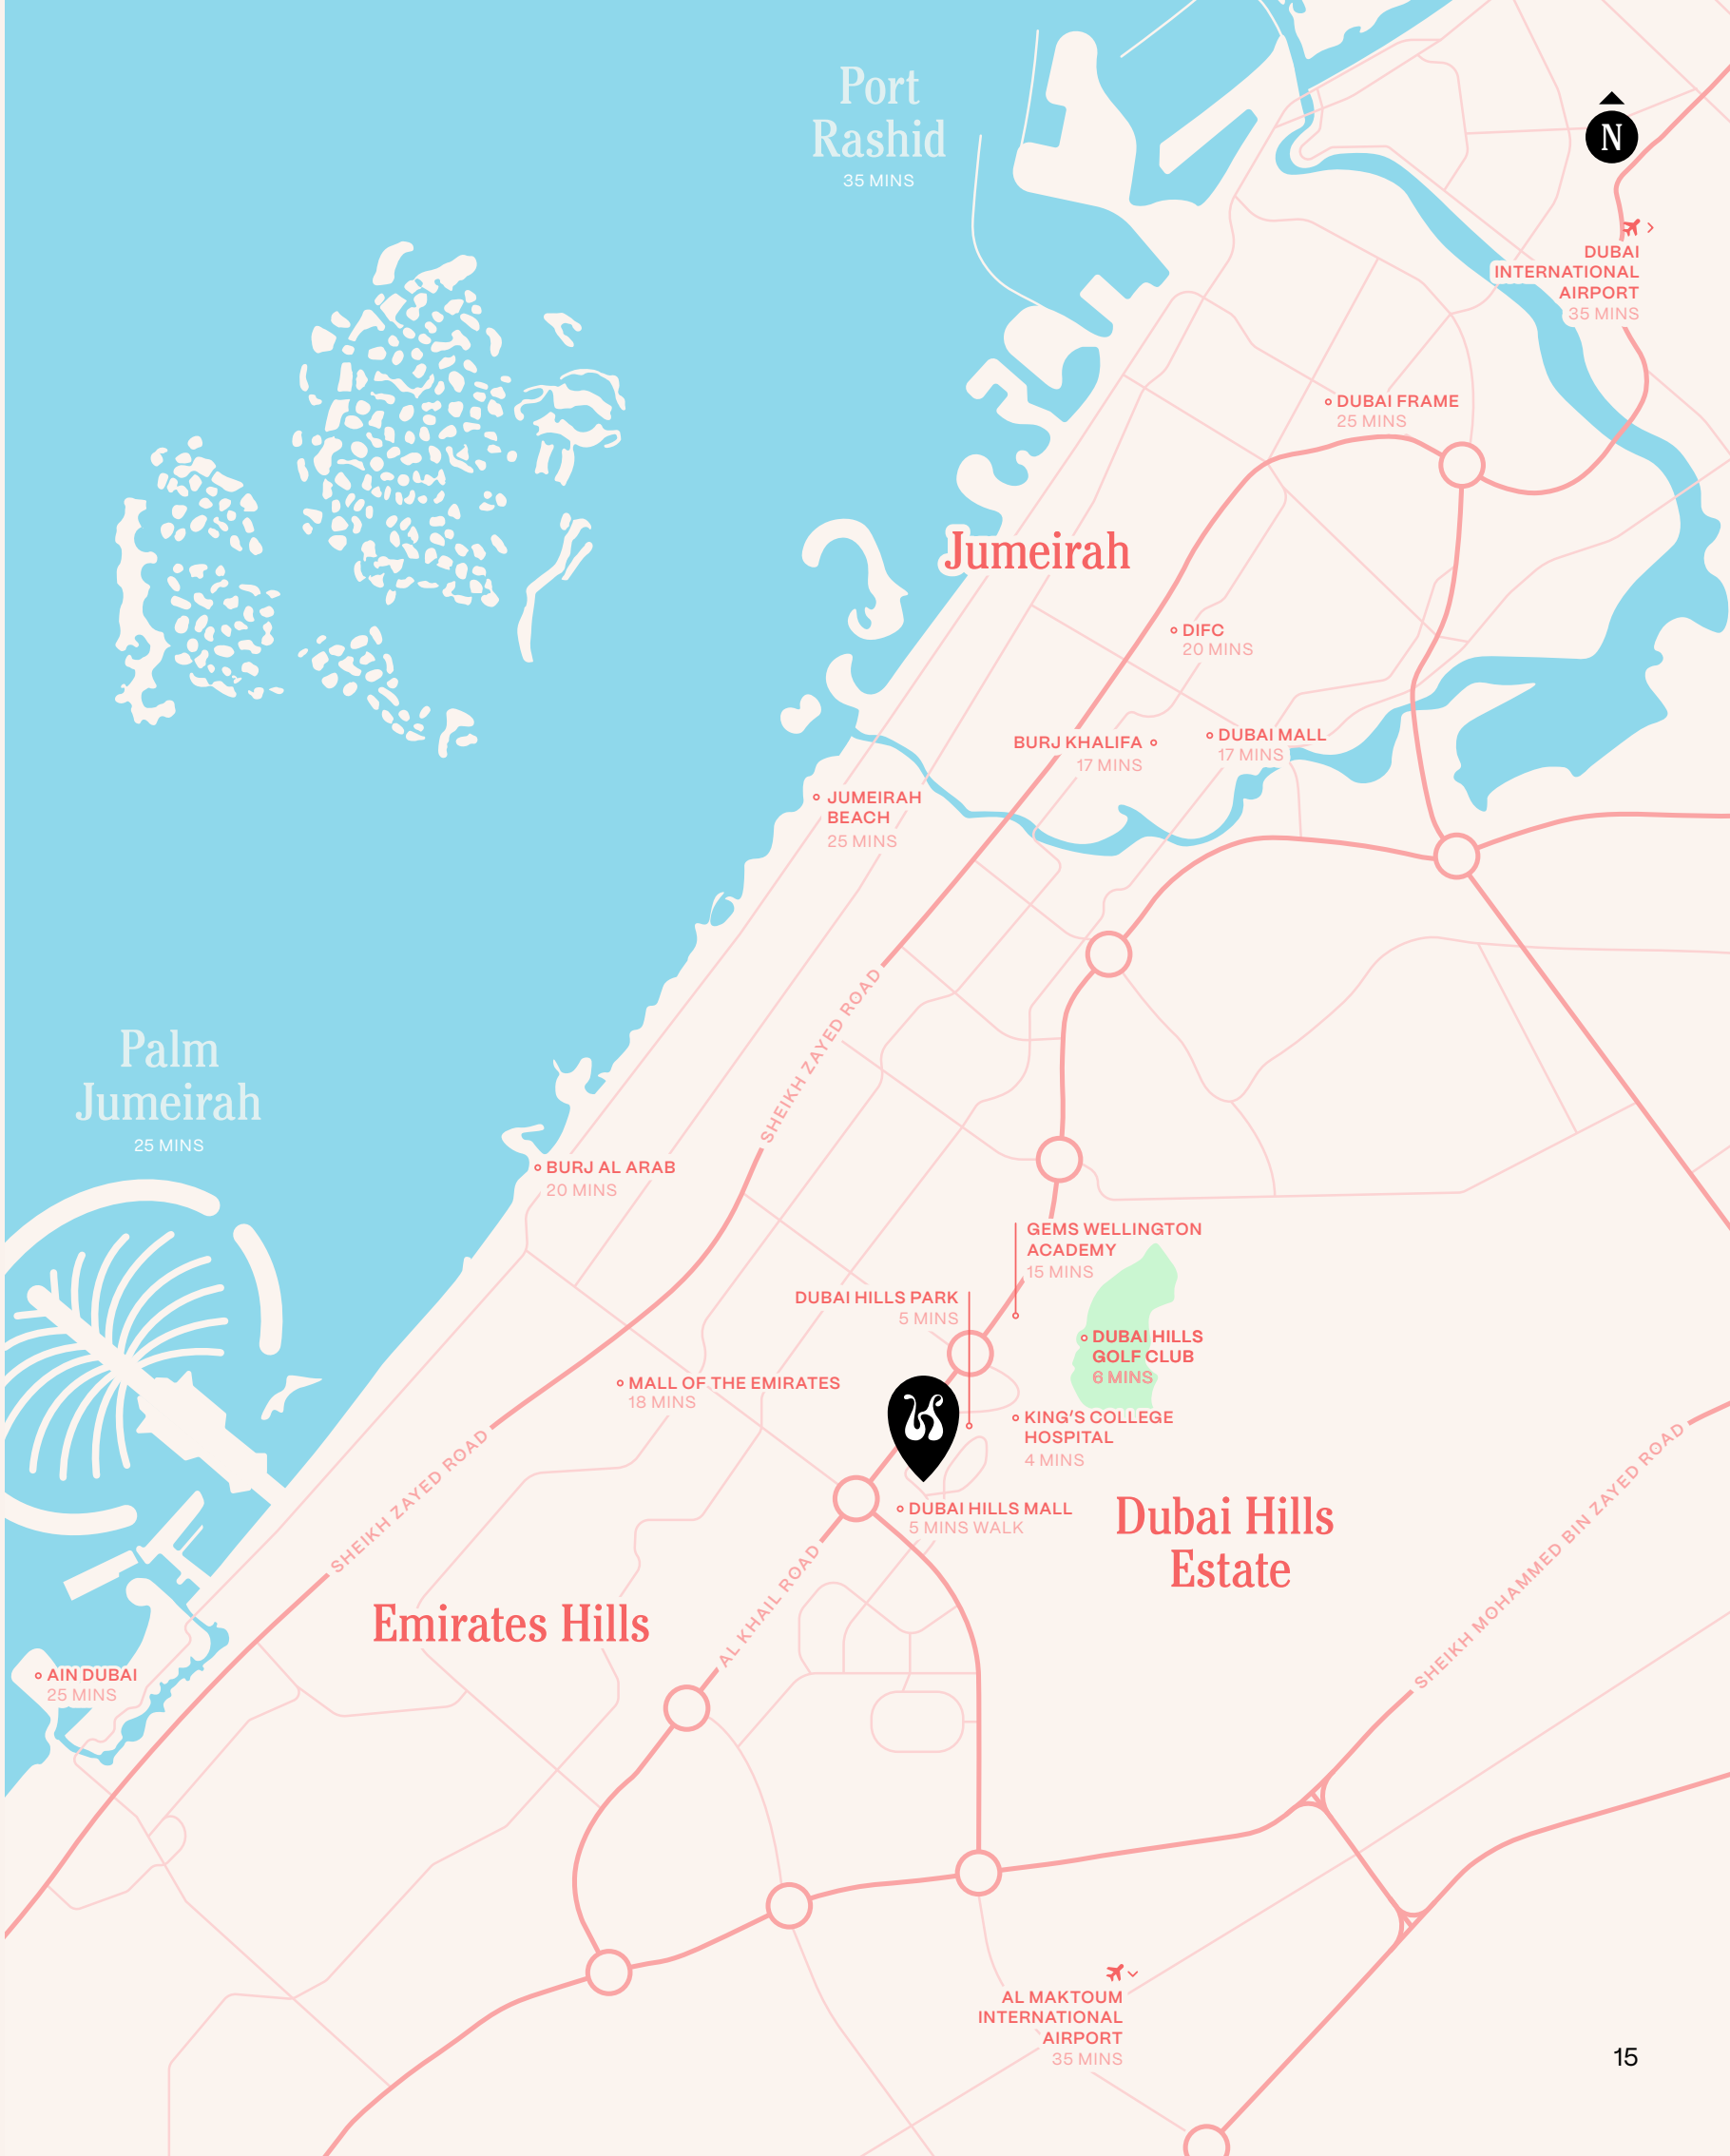 Port
Rashid
35 MINS
N
DUBAI
INTERNATIONAL
AIRPORT
35 MINS
DUBAI FRAME
25 MINS
Jumeirah
DIFC
20 MINS
BURJ KHALIFA
17 MINS
DUBAI MALL
17 MINS
JUMEIRAH
BEACH
25 MINS
SHEIKH ZAYED ROAD
Palm
Jumeirah
25 MINS
BURJ AL ARAB
20 MINS
GEMS WELLINGTON
ACADEMY
15 MINS
DUBAI HILLS PARK
5 MINS
DUBAI HILLS
GOLF CLUB
6 MINS
MALL OF THE EMIRATES
18 MINS
KING'S COLLEGE
HOSPITAL
4 MINS
SHEIKH ZAYED ROAD
DUBAI HILLS MALL
5 MINS WALK
Dubai Hills
Estate
SHEIKH MOHAMMED BIN ZAYED ROAD
AL KHAIL ROAD
Emirates Hills
AIN DUBAI
25 MINS
AL MAKTOUM
INTERNATIONAL
AIRPORT
35 MINS
15